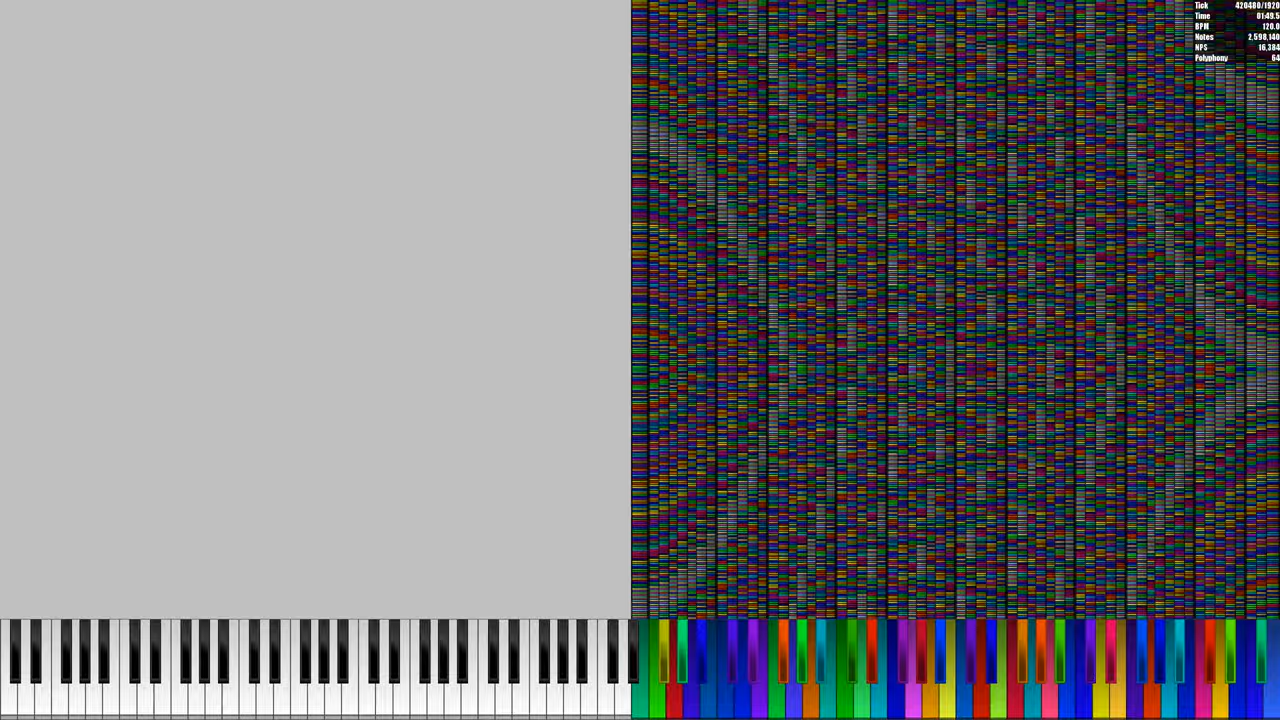 Tick 420480/1920
Time 01:49.5
BPM 120.0
Notes 2,598,140
NPS 16,384
Polyphony 64